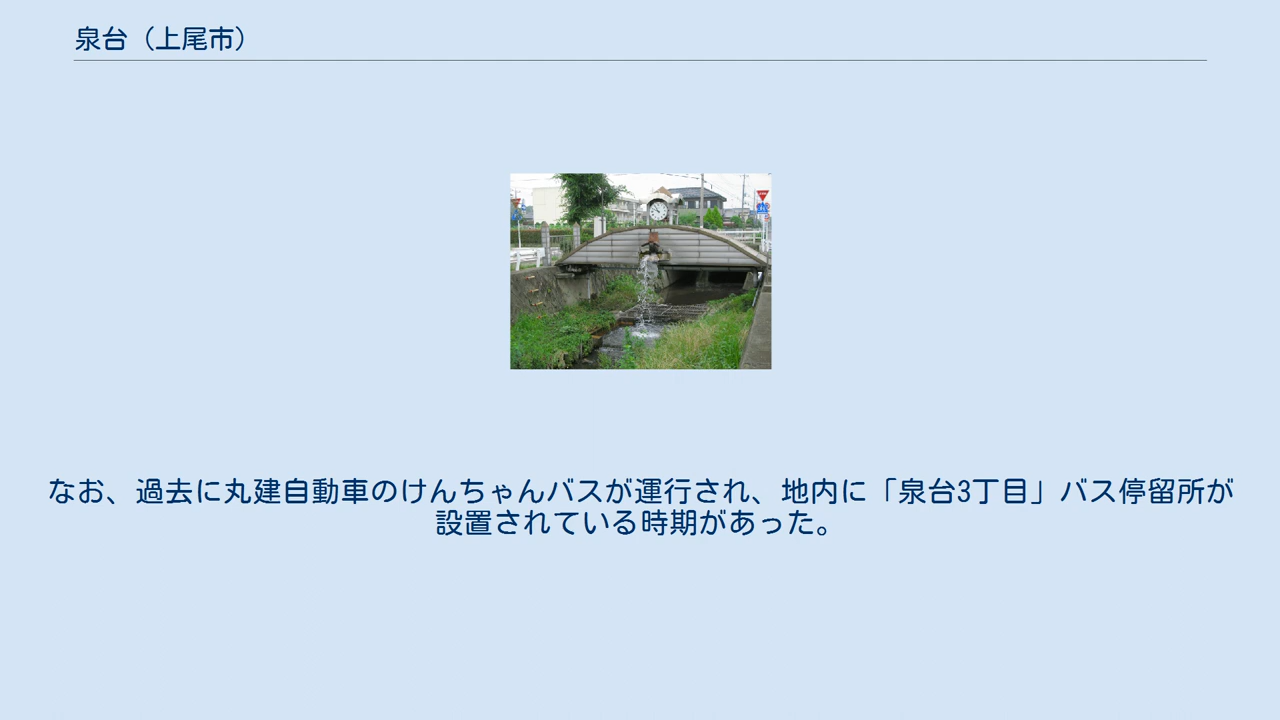 泉台（上尾市）
なお、過去に丸建自動車のけんちゃんバスが運行され、地内に「泉台3丁目」バス停留所が
設置されている時期があった。